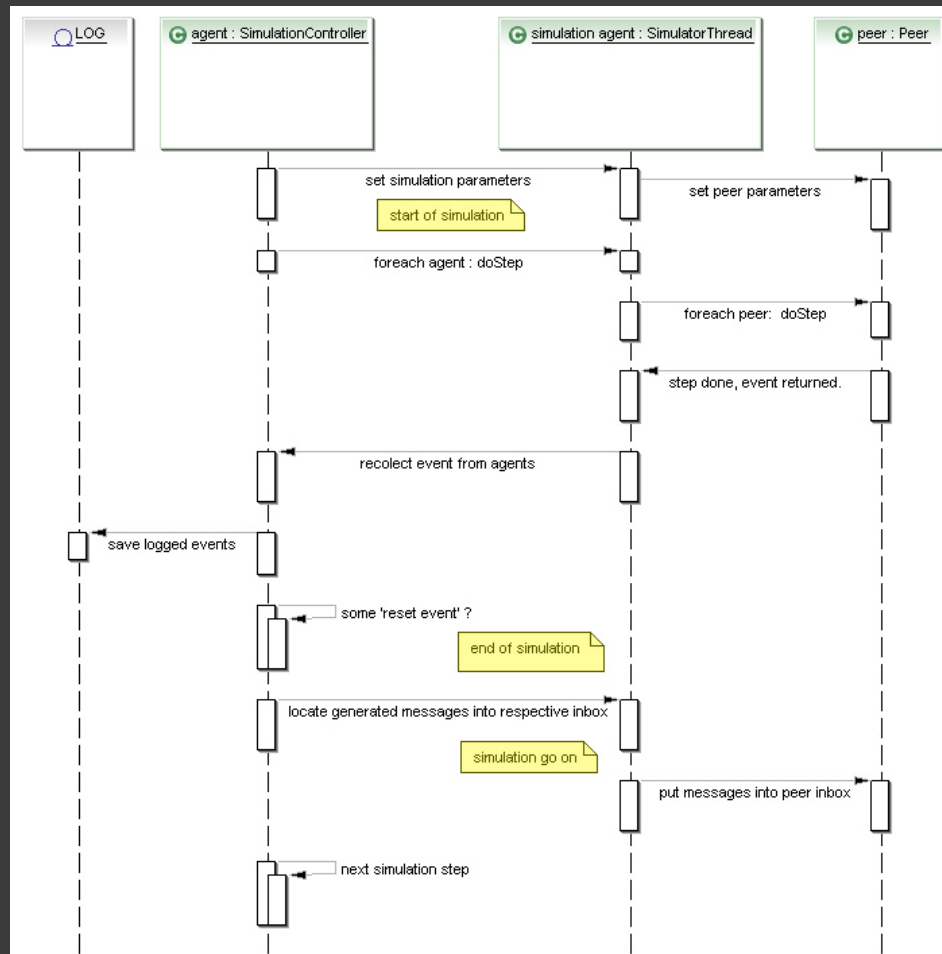 LOG
agent : SimulationController
simulation agent : SimulatorThread
peer : Peer
set simulation parameters
set peer parameters
start of simulation
foreach agent : doStep
foreach peer:  doStep
step done, event returned.
recolect event from agents
save logged events
some 'reset event' ?
end of simulation
locate generated messages into respective inbox
simulation go on
put messages into peer inbox
next simulation step